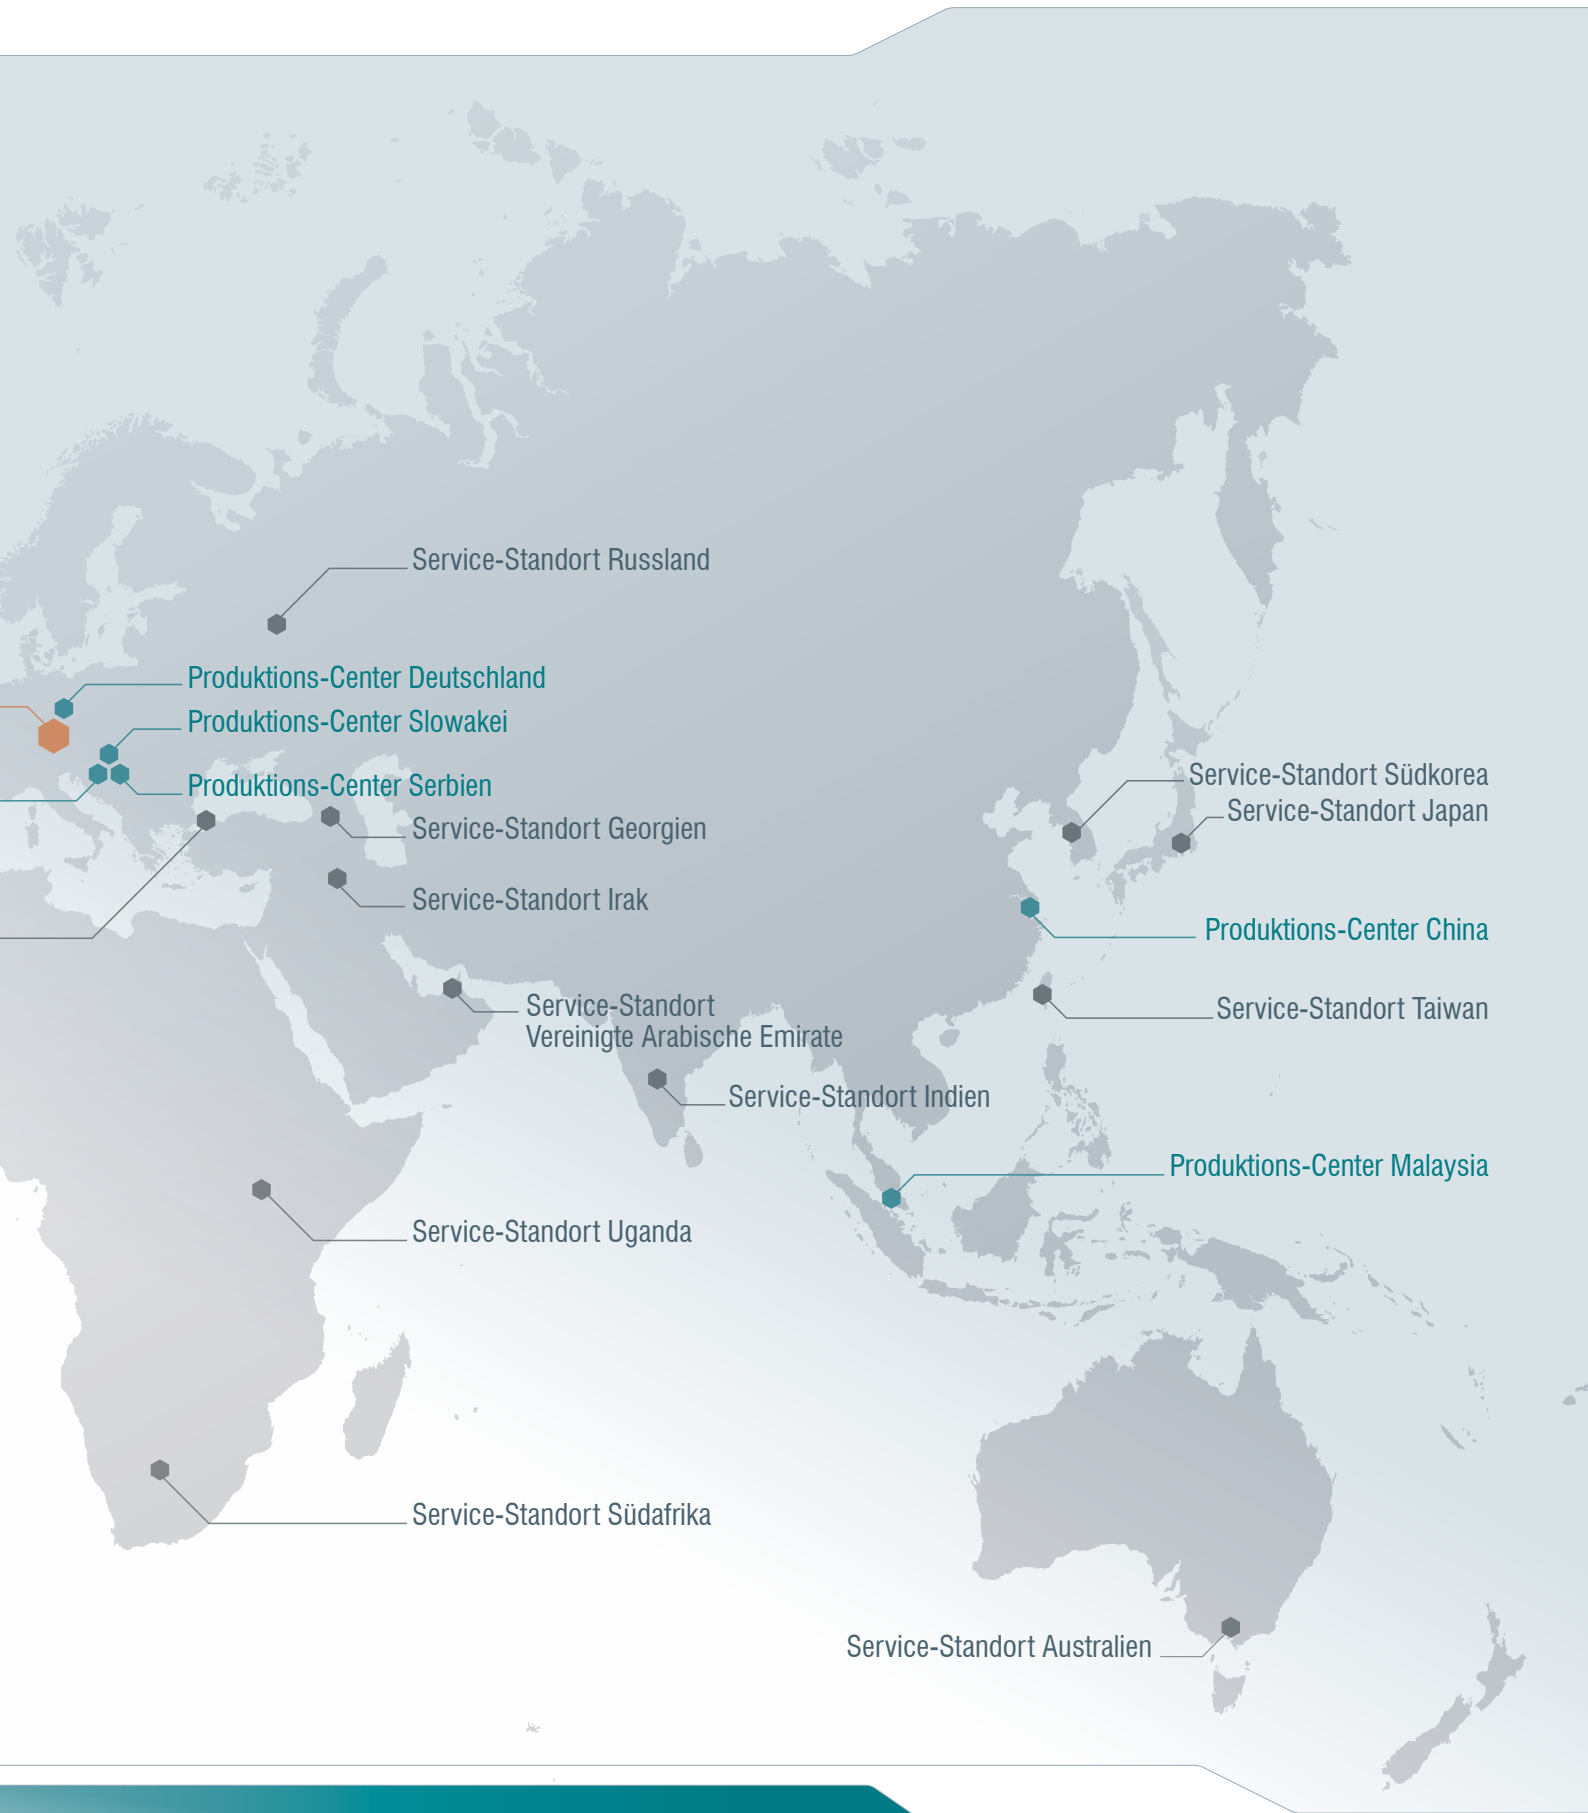 Service-Standort Russland
Produktions-Center Deutschland
Produktions-Center Slowakei
Produktions-Center Serbien
Service-Standort Georgien
Service-Standort Irak
Service-Standort Südkorea
Service-Standort Japan
Produktions-Center China
Service-Standort Taiwan
Service-Standort
Vereinigte Arabische Emirate
Service-Standort Indien
Produktions-Center Malaysia
Service-Standort Uganda
Service-Standort Südafrika
Service-Standort Australien